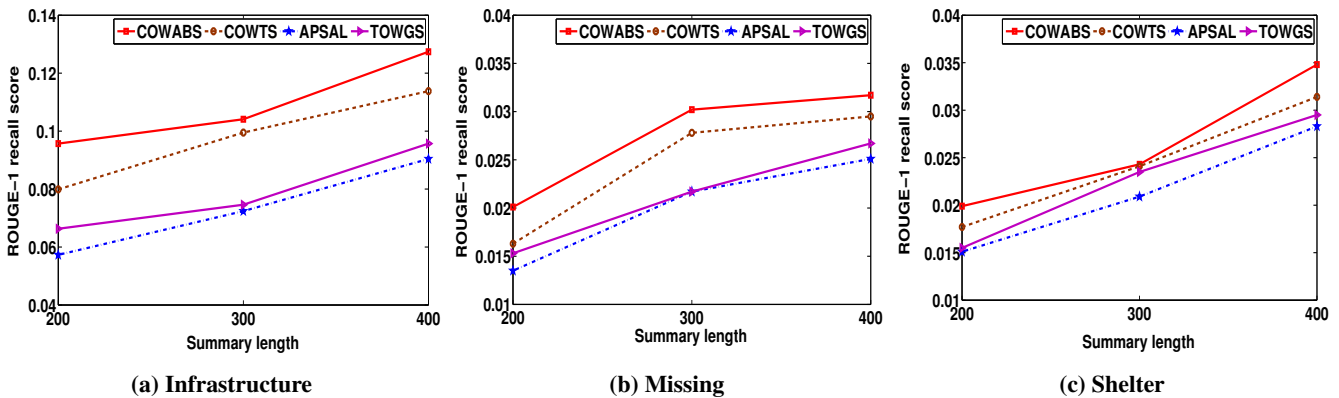 0.14
0.12
0.1
0.08
0.06
0.04
ROUGE-1 recall score
COWABS COWTS APSAL TOWGS
200 300 400
Summary length
(a) Infrastructure
0.04
0.035
0.03
0.025
0.02
0.015
0.01
ROUGE-1 recall score
COWABS COWTS APSAL TOWGS
200 300 400
Summary length
(b) Missing
0.04
0.035
0.03
0.025
0.02
0.015
0.01
ROUGE-1 recall score
COWABS COWTS APSAL TOWGS
200 300 400
Summary length
(c) Shelter